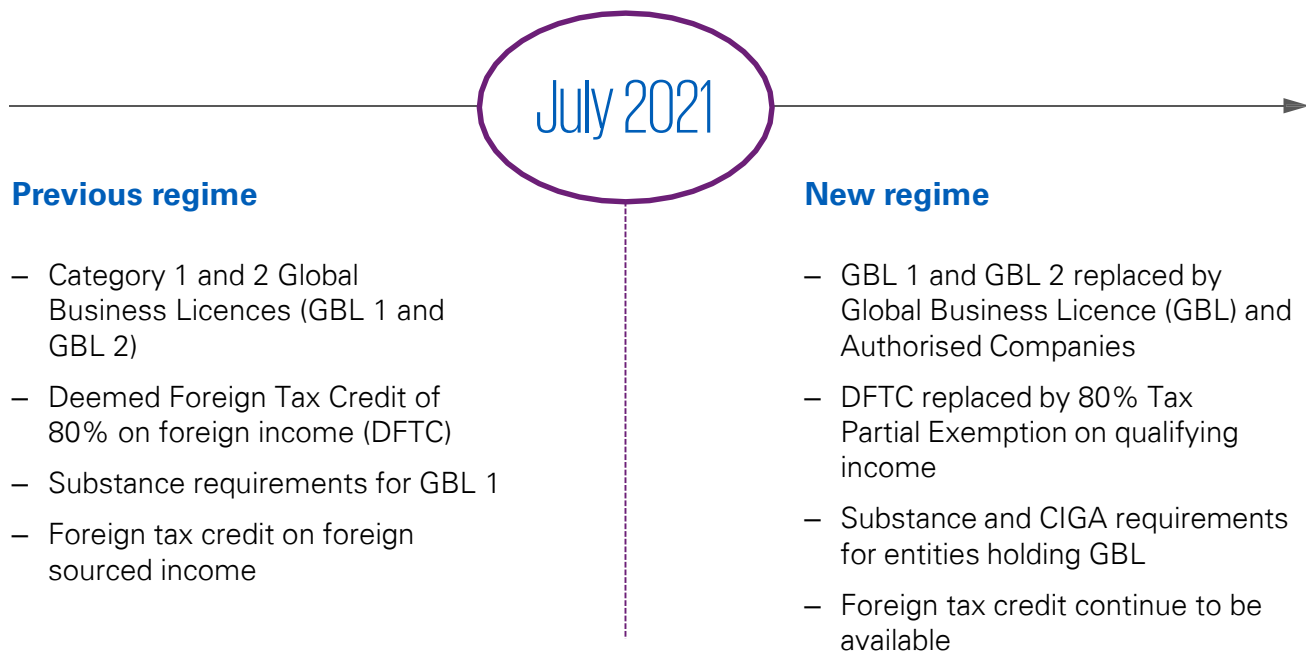 July 2021
Previous regime
– Category 1 and 2 Global
Business Licences (GBL 1 and
GBL 2)
– Deemed Foreign Tax Credit of
80% on foreign income (DFTC)
– Substance requirements for GBL 1
– Foreign tax credit on foreign
sourced income
New regime
– GBL 1 and GBL 2 replaced by
Global Business Licence (GBL) and
Authorised Companies
– DFTC replaced by 80% Tax
Partial Exemption on qualifying
income
– Substance and CIGA requirements
for entities holding GBL
– Foreign tax credit continue to be
available